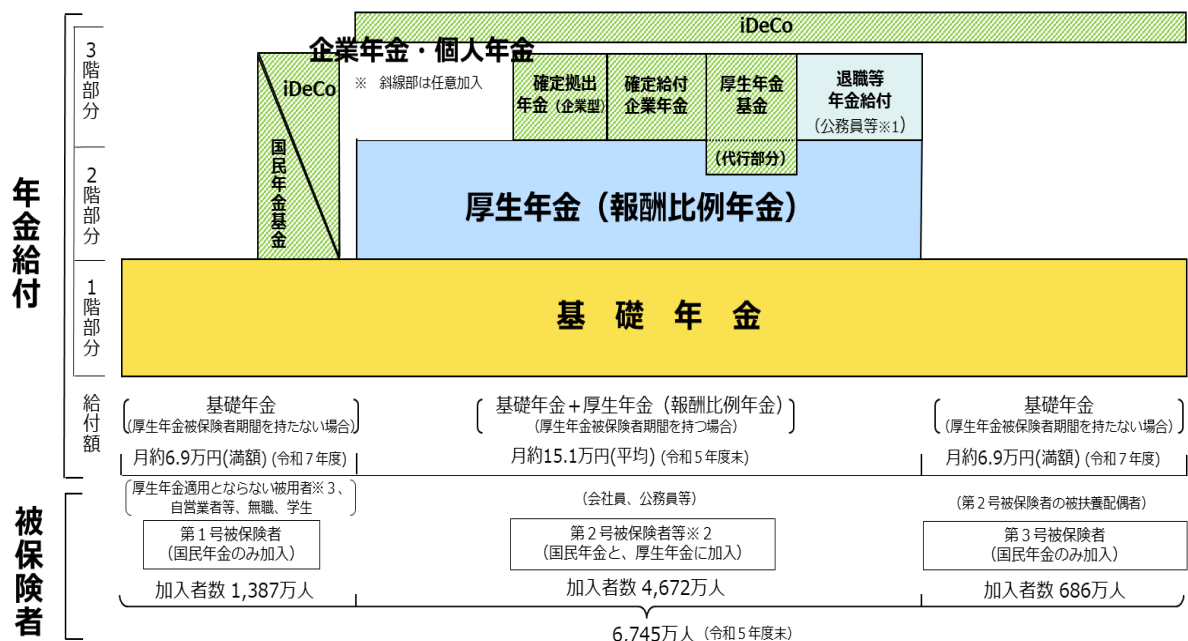 iDeCo
企業年金・個人年金
※ 斜線部は任意加入
iDeCo
国民年金基金
確定拠出
年金（企業型）
確定給付
企業年金
厚生年金
基金
（代行部分）
退職等
年金給付
（公務員等※1）
年金給付
3階部分
2階部分
厚生年金（報酬比例年金）
1階部分
基礎年金
給付額
基礎年金
(厚生年金被保険者期間を持たない場合)
月約6.9万円(満額) (令和７年度)
基礎年金＋厚生年金（報酬比例年金）
(厚生年金被保険者期間を持つ場合)
月約15.1万円(平均) (令和５年度末)
基礎年金
(厚生年金被保険者期間を持たない場合)
月約6.9万円(満額) (令和７年度)
被保険者
厚生年金適用とならない被用者※３、
自営業者等、無職、学生
第１号被保険者
（国民年金のみ加入）
加入者数 1,387万人
（会社員、公務員等）
第２号被保険者等※２
（国民年金と、厚生年金に加入）
加入者数 4,672万人
（第２号被保険者の被扶養配偶者）
第３号被保険者
（国民年金のみ加入）
加入者数 686万人
6,745万人 （令和５年度末）